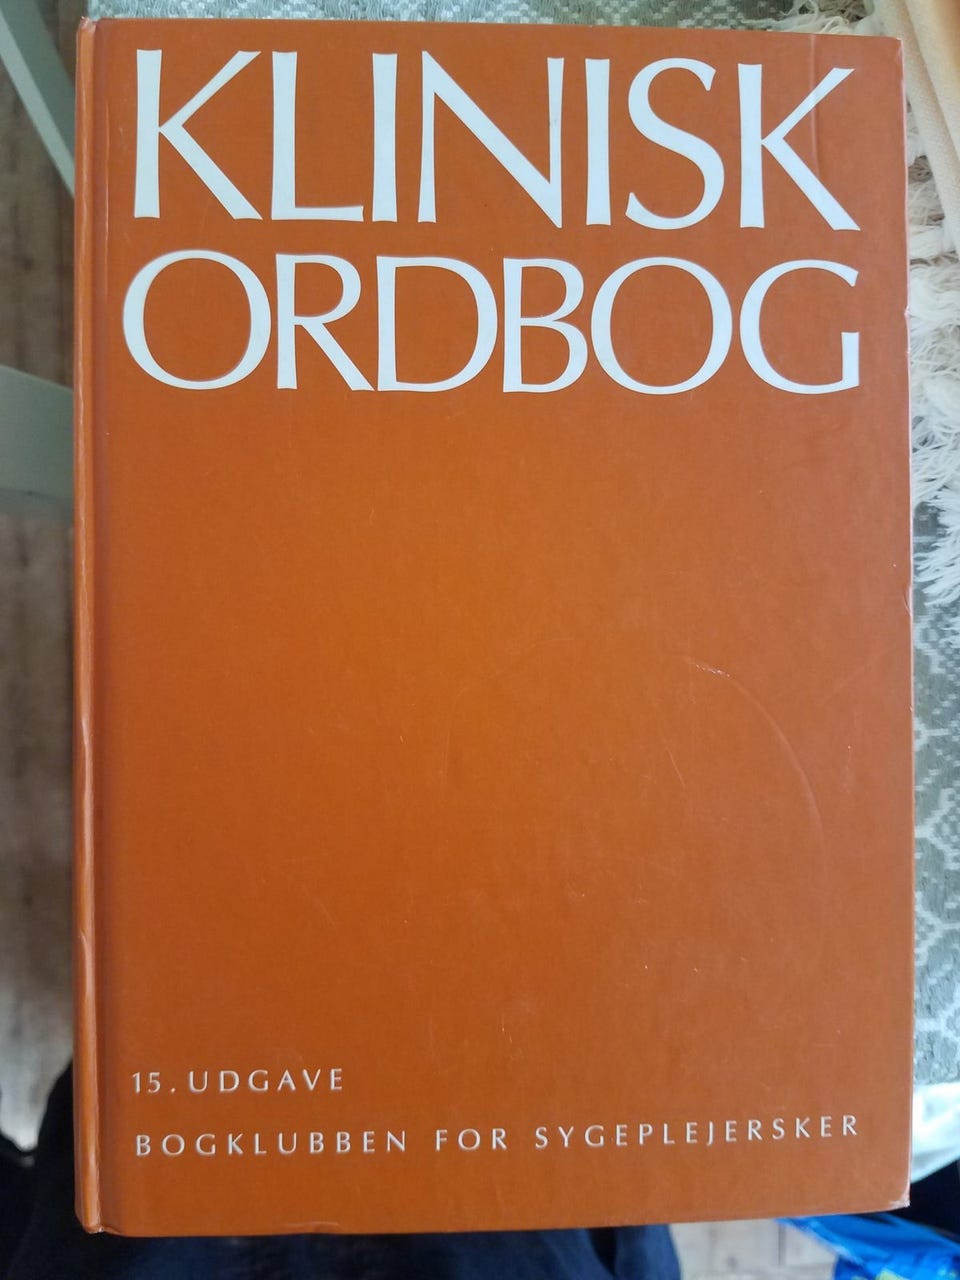 KLINISK
ORDBOG
15. UDGAVE
BOGKLUBBEN FOR SYGEPLEJERSKER